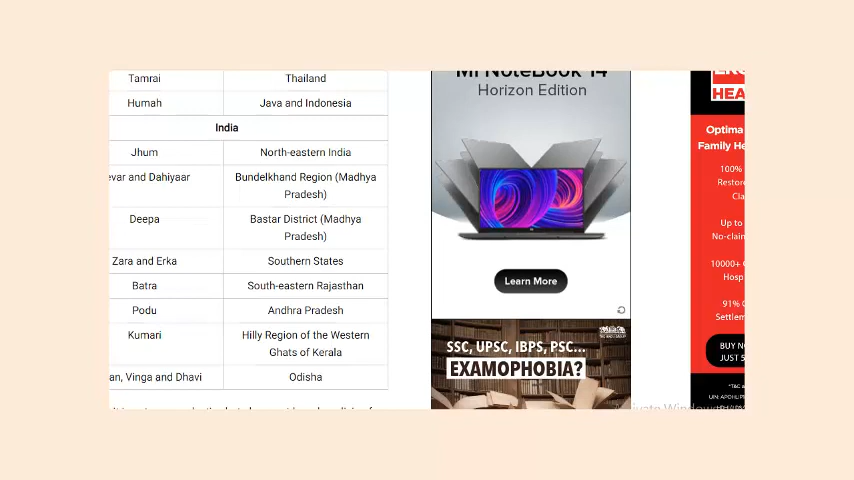 Tamrai Thailand
Humah Java and Indonesia
India
Jhum North-eastern India
evar and Dahiyaar Bundelkhand Region (Madhya
Pradesh)
Deepa Bastar District (Madhya
Pradesh)
Zara and Erka Southern States
Batra South-eastern Rajasthan
Podu Andhra Pradesh
Kumari Hilly Region of the Western
Ghats of Kerala
an, Vinga and Dhavi Odisha
Mi NoteBook 14
Horizon Edition
Learn More
SSC, UPSC, IBPS, PSC...
EXAMOPHOBIA?
HEA
Optima
Family He
100%
Restore
Cla
Up to
No-claim
10000+
Hosp
91%
Settlem
BUY N
JUST